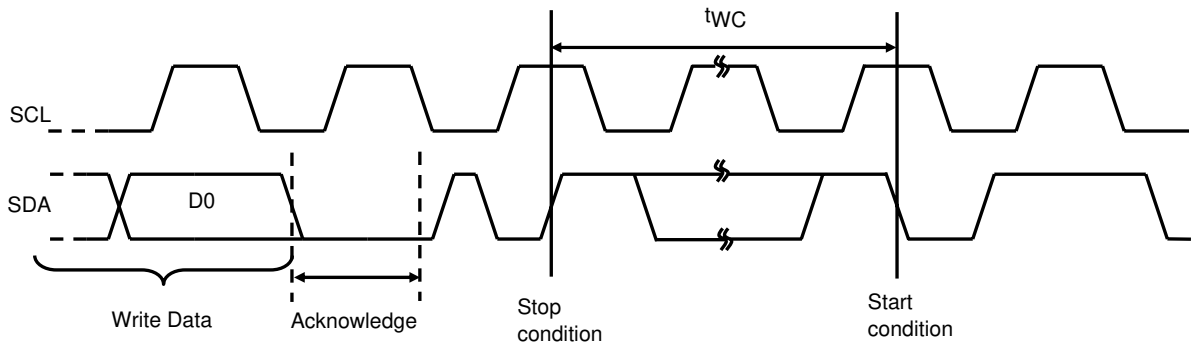 tWC
SCL
SDA
D0
Write Data
Acknowledge
Stop
condition
Start
condition